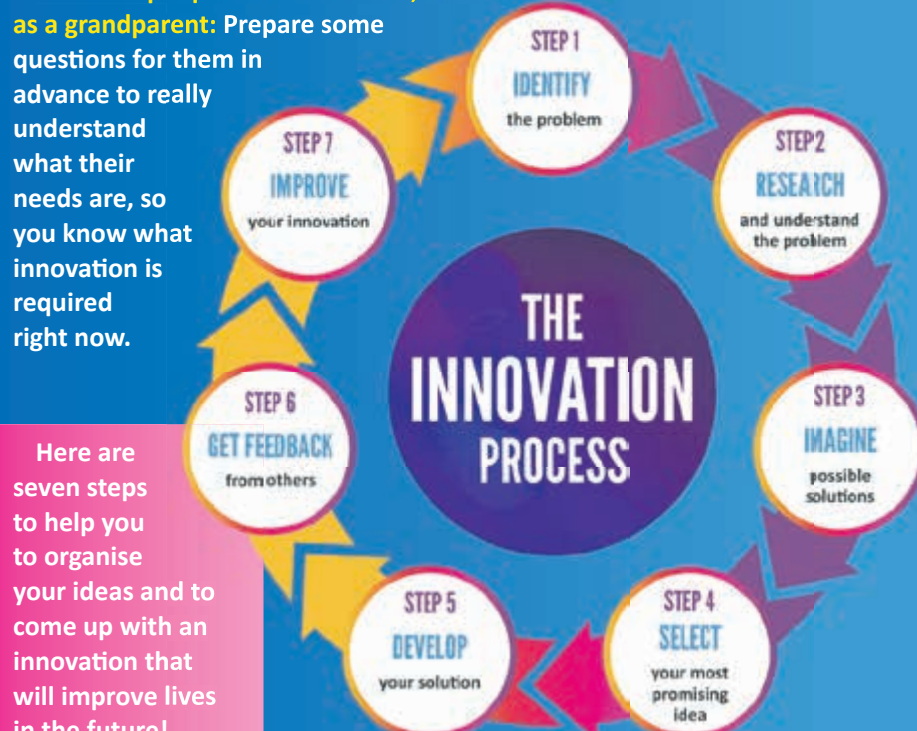 as a grandparent: Prepare some
questions for them in
advance to really
understand
what their
needs are, so
you know what
innovation is
required
right now.
Here are
seven steps
to help you
to organise
your ideas and to
come up with an
innovation that
will improve lives
in the future!
THE
INNOVATION
PROCESS
STEP 1
IDENTIFY
the problem
STEP2
RESEARCH
and understand
the problem
STEP 3
IMAGINE
possible
solutions
STEP 4
SELECT
your most
promising
idea
STEP 5
DEVELOP
your solution
STEP 6
GET FEEDBACK
from others
STEP 7
IMPROVE
your innovation